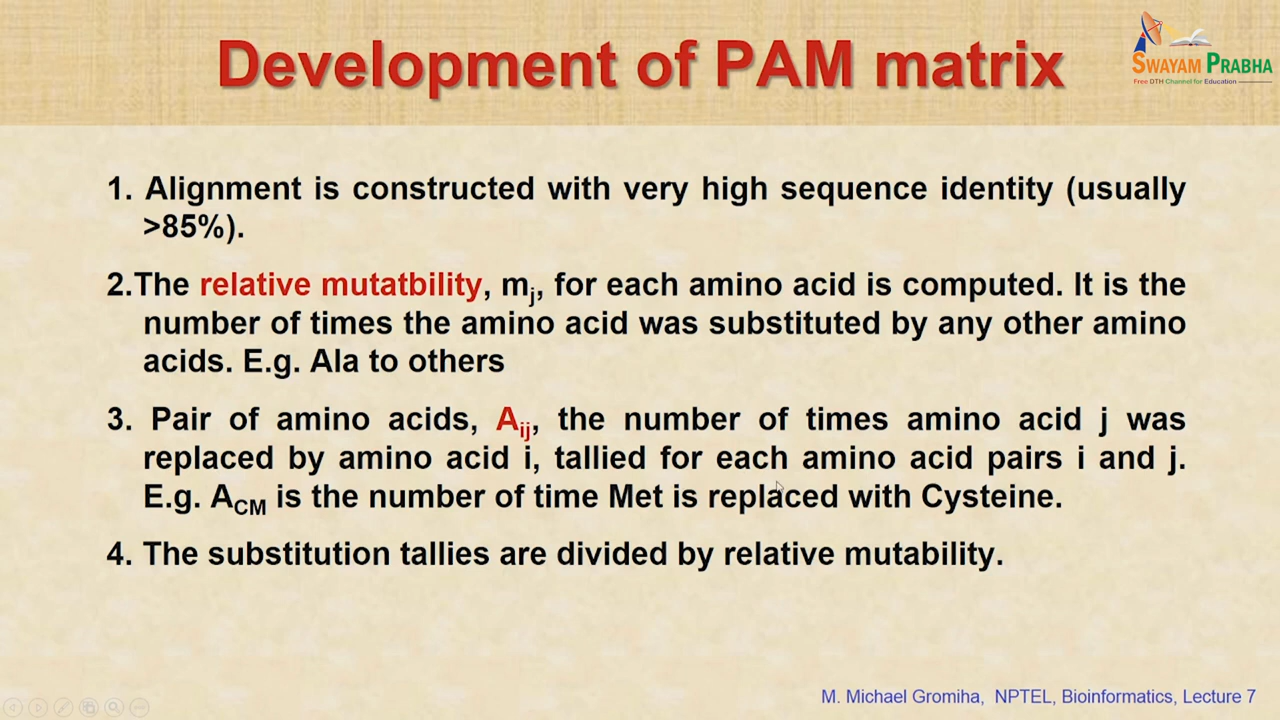 Development of PAM matrix
SWAYAM PRABHA
Free DTH Channel for Education
1. Alignment is constructed with very high sequence identity (usually
>85%).
2.The relative mutatbility, mj, for each amino acid is computed. It is the
number of times the amino acid was substituted by any other amino
acids. E.g. Ala to others
3. Pair of amino acids, Aij, the number of times amino acid j was
replaced by amino acid i, tallied for each amino acid pairs i and j.
E.g. ACM is the number of time Met is replaced with Cysteine.
4. The substitution tallies are divided by relative mutability.
M. Michael Gromiha, NPTEL, Bioinformatics, Lecture 7